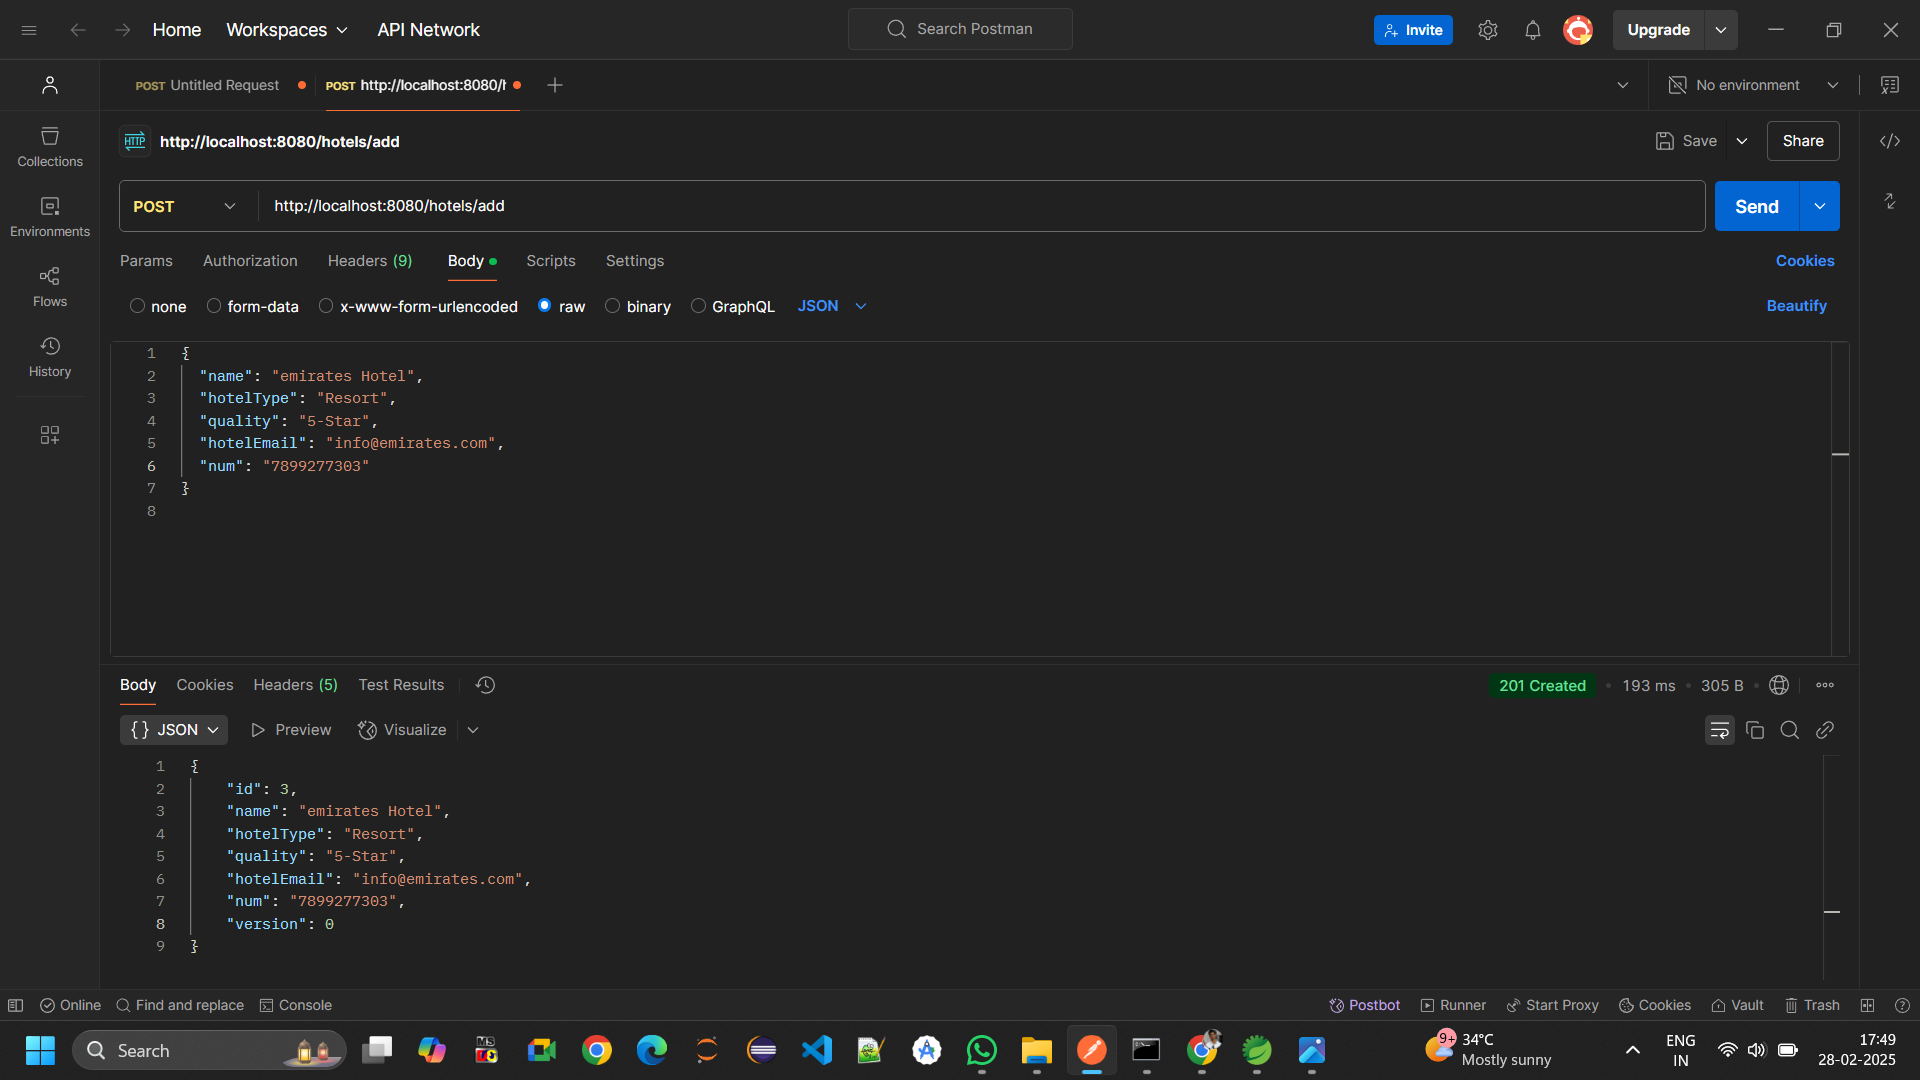 Home Workspaces API Network Search Postman Invite Upgrade
POST Untitled Request POST http://localhost:8080/h No environment
HTTP http://localhost:8080/hotels/add Save Share
POST http://localhost:8080/hotels/add Send
Params Authorization Headers (9) Body Scripts Settings Cookies
none form-data x-www-form-urlencoded raw binary GraphQL JSON Beautify
Collections
Environments
Flows
History
1 {
2 "name": "emirates Hotel",
3 "hotelType": "Resort",
4 "quality": "5-Star",
5 "hotelEmail": "info@emirates.com",
6 "num": "7899277303"
7 }
8
Body Cookies Headers (5) Test Results 201 Created 193 ms 305 B
{} JSON Preview Visualize
1 {
2 "id": 3,
3 "name": "emirates Hotel",
4 "hotelType": "Resort",
5 "quality": "5-Star",
6 "hotelEmail": "info@emirates.com",
7 "num": "7899277303",
8 "version": 0
9 }
Online Find and replace Console Postbot Runner Start Proxy Cookies Vault Trash
Search 9+ 34°C ENG 17:49
Mostly sunny IN 28-02-2025